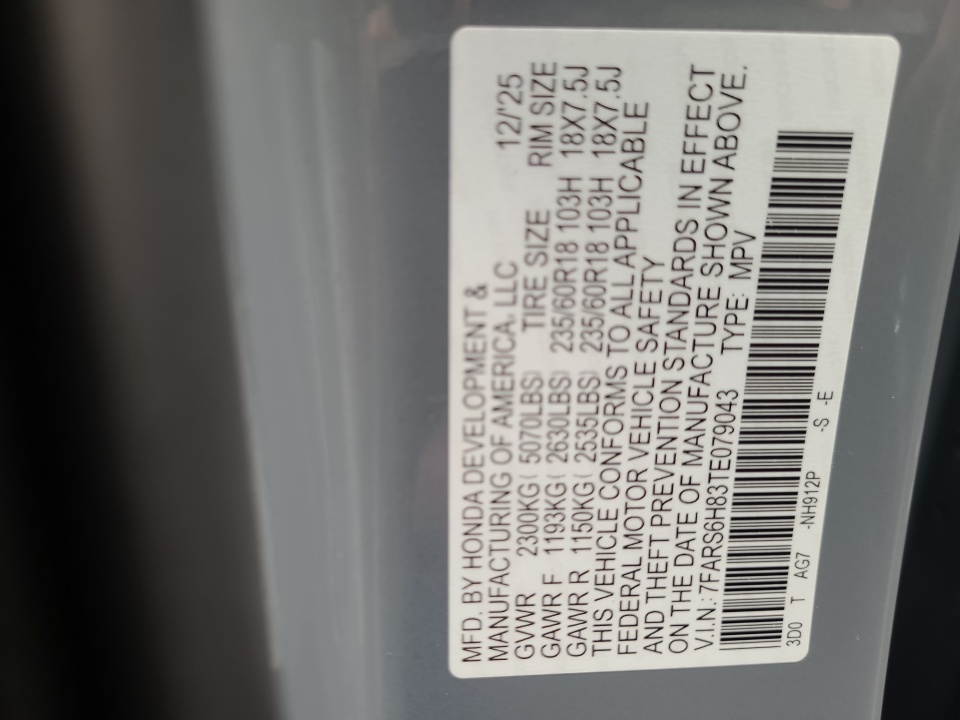 MFD. BY HONDA DEVELOPMENT &
MANUFACTURING OF AMERICA, LLC 12/'25
GVWR 2300KG ( 5070LBS) TIRE SIZE RIM SIZE
GAWR F 1193KG ( 2630LBS) 235/60R18 103H 18X7.5J
GAWR R 1150KG ( 2535LBS) 235/60R18 103H 18X7.5J
THIS VEHICLE CONFORMS TO ALL APPLICABLE
FEDERAL MOTOR VEHICLE SAFETY
AND THEFT PREVENTION STANDARDS IN EFFECT
ON THE DATE OF MANUFACTURE SHOWN ABOVE.
V.I.N.: 7FARS6H83TE079043 TYPE: MPV
3D0 T AG7 -NH912P -S -E